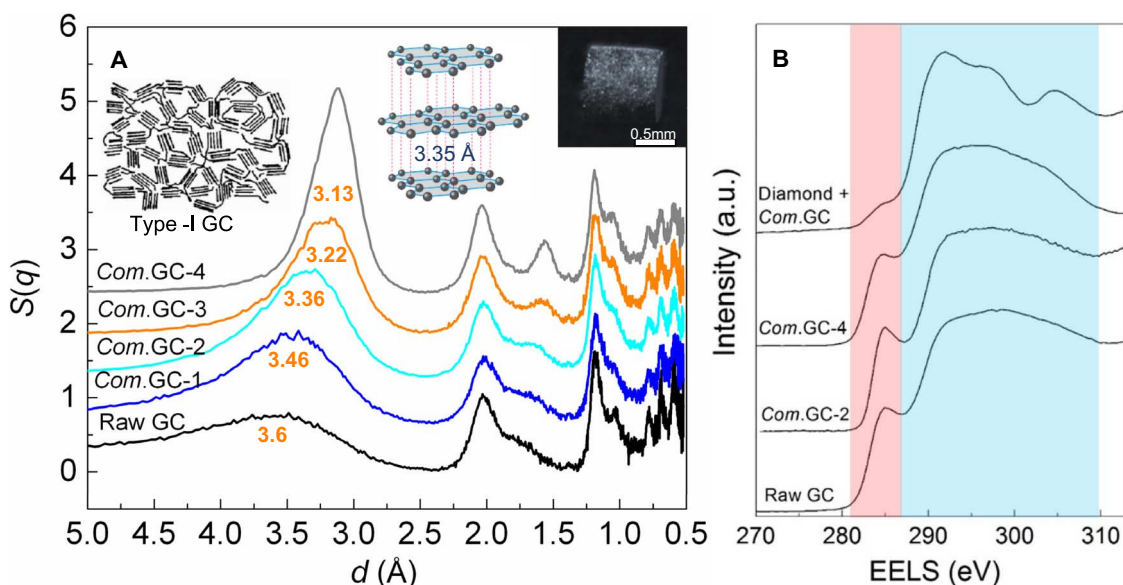 A
6
5
4
3
2
1
0
S(q)
Type -I GC
3.35 Å
0.5mm
3.13
3.22
3.36
3.46
3.6
Com.GC-4
Com.GC-3
Com.GC-2
Com.GC-1
Raw GC
5.0 4.5 4.0 3.5 3.0 2.5 2.0 1.5 1.0 0.5
d (Å)
B
Intensity (a.u.)
Diamond +
Com.GC
Com.GC-4
Com.GC-2
Raw GC
270 280 290 300 310
EELS (eV)